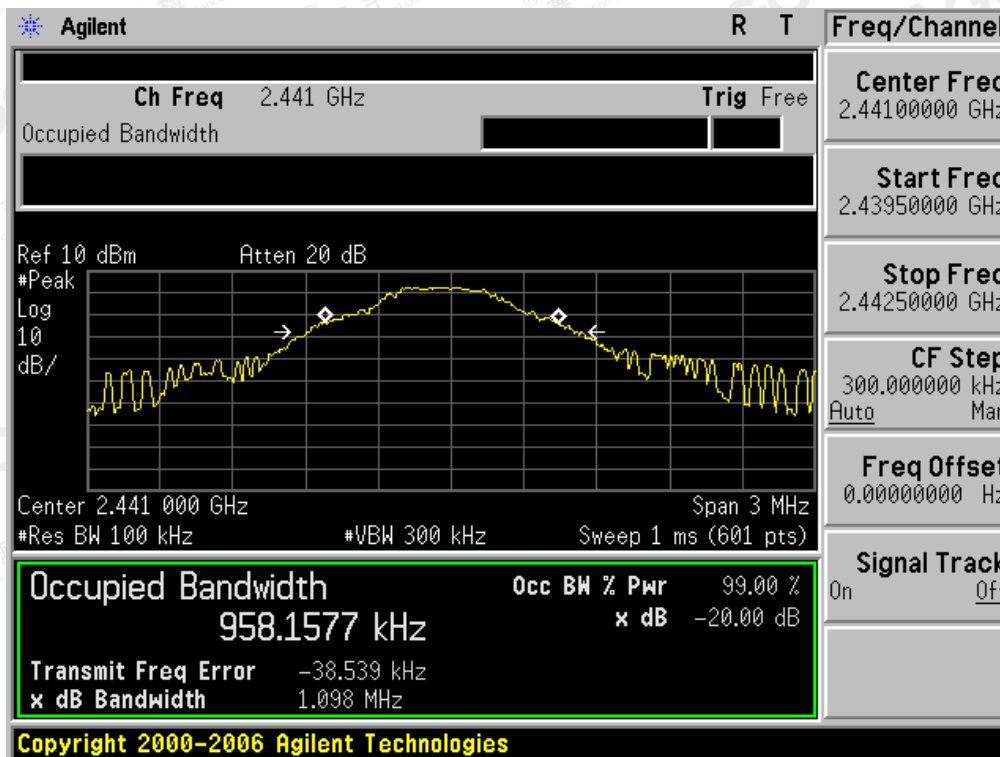 Agilent R T Freq/Channel
Ch Freq 2.441 GHz Trig Free
Occupied Bandwidth
Center Freq
2.44100000 GHz
Start Freq
2.43950000 GHz
Stop Freq
2.44250000 GHz
CF Step
300.000000 kHz
Auto Man
Freq Offset
0.00000000 Hz
Signal Track
On Off
Ref 10 dBm Atten 20 dB
#Peak
Log
10
dB/
Center 2.441 000 GHz Span 3 MHz
#Res BW 100 kHz #VBW 300 kHz Sweep 1 ms (601 pts)
Occupied Bandwidth Occ BW % Pwr 99.00 %
958.1577 kHz x dB -20.00 dB
Transmit Freq Error -38.539 kHz
x dB Bandwidth 1.098 MHz
Copyright 2000-2006 Agilent Technologies